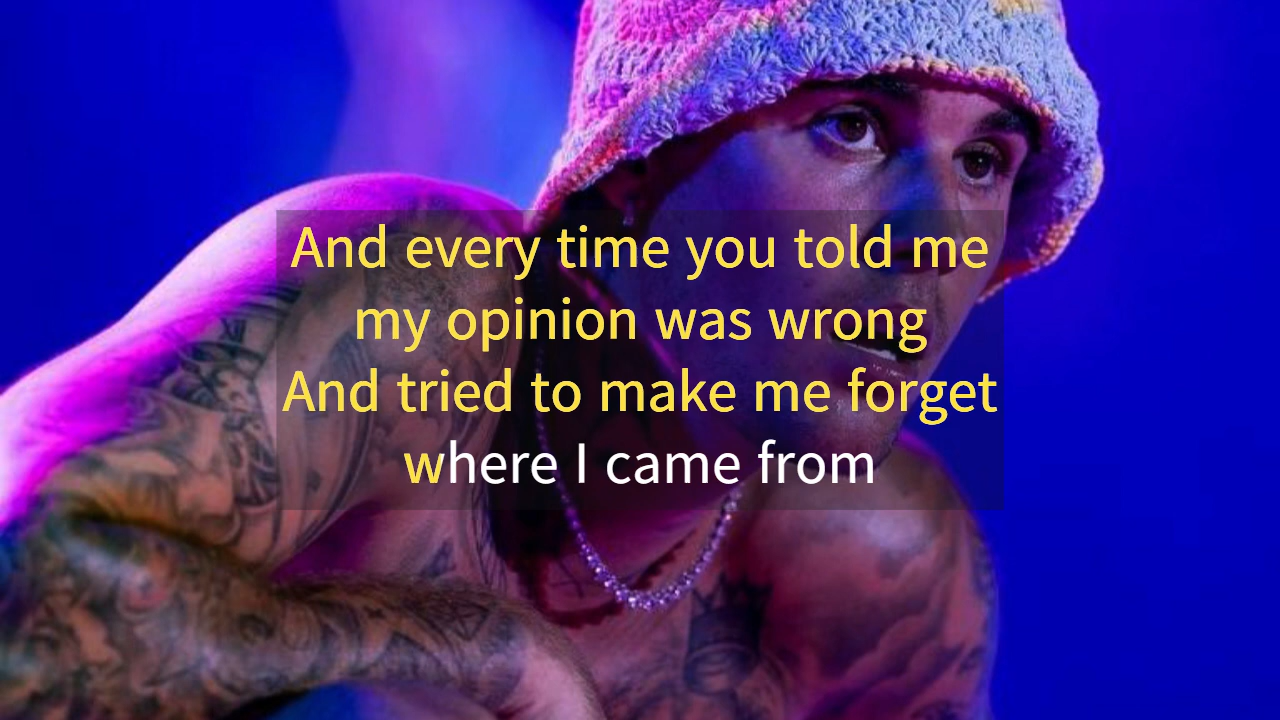 And every time you told me
my opinion was wrong
And tried to make me forget
where I came from